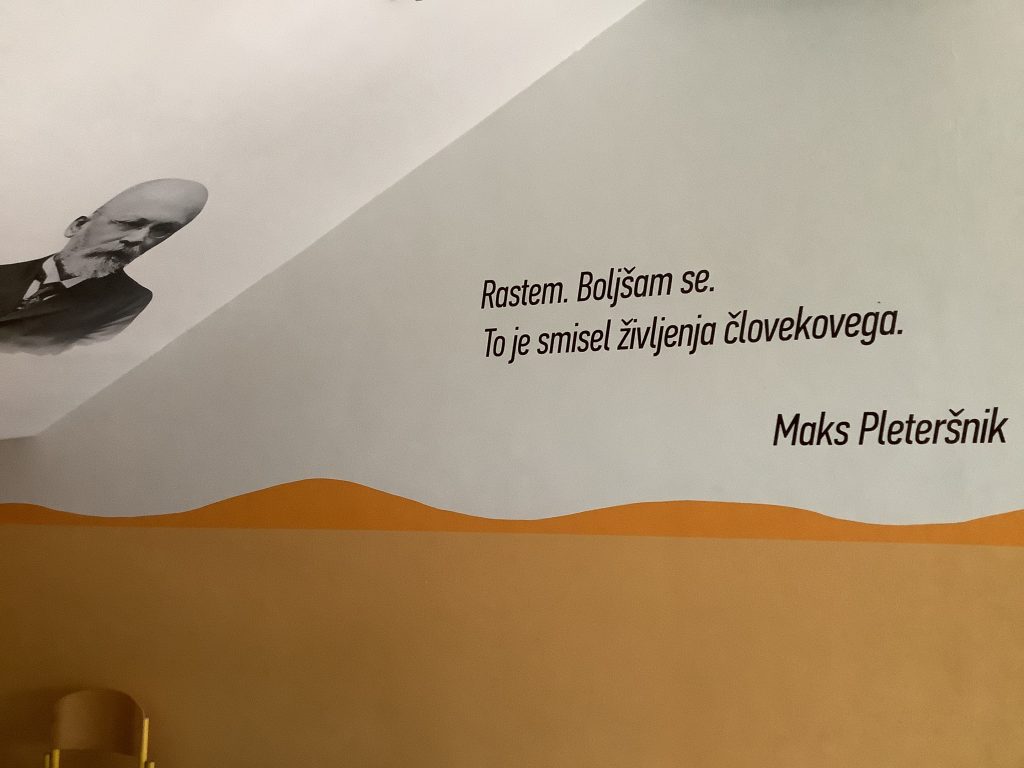 Rastem. Boljšam se.
To je smisel življenja človekovega.
Maks Pleteršnik